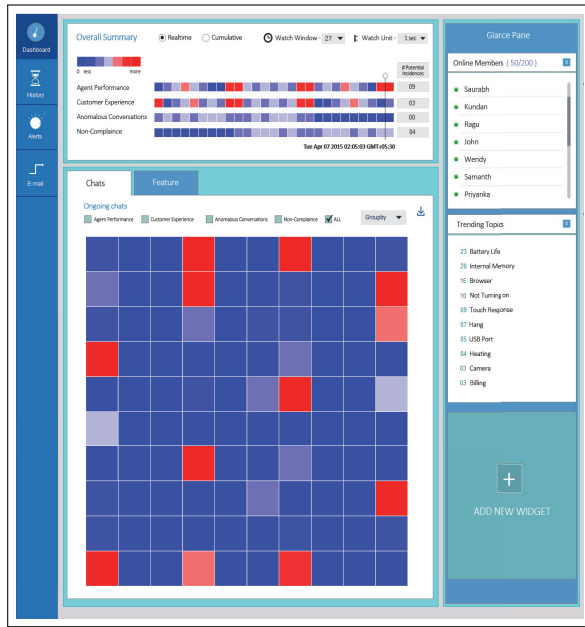 Dashboard
History
Alerts
E-mail
Overall Summary
Realtime
Cumulative
Watch Window - 27
Watch Unit - 1 sec
0 less more
# Potential
Incidences
Agent Performance 09
Customer Experience 03
Anomalous Conversations 00
Non-Complaince 04
Tue Apr 07 2015 02:05:03 GMT+05:30
Chats
Feature
Ongoing chats
Agent Performance
Customer Experience
Anomalous Conversations
Non-Complaince
ALL
Groupby
Glarce Pane
Online Members ( 50/200 ) X
Saurabh
Kundan
Ragu
John
Wendy
Samanth
Priyanka
Trending Topics X
23 Battery Life
20 Internal Memory
16 Browser
10 Not Turning on
09 Touch Response
07 Hang
05 USB Port
04 Heating
03 Camera
03 Billing
ADD NEW WIDGET